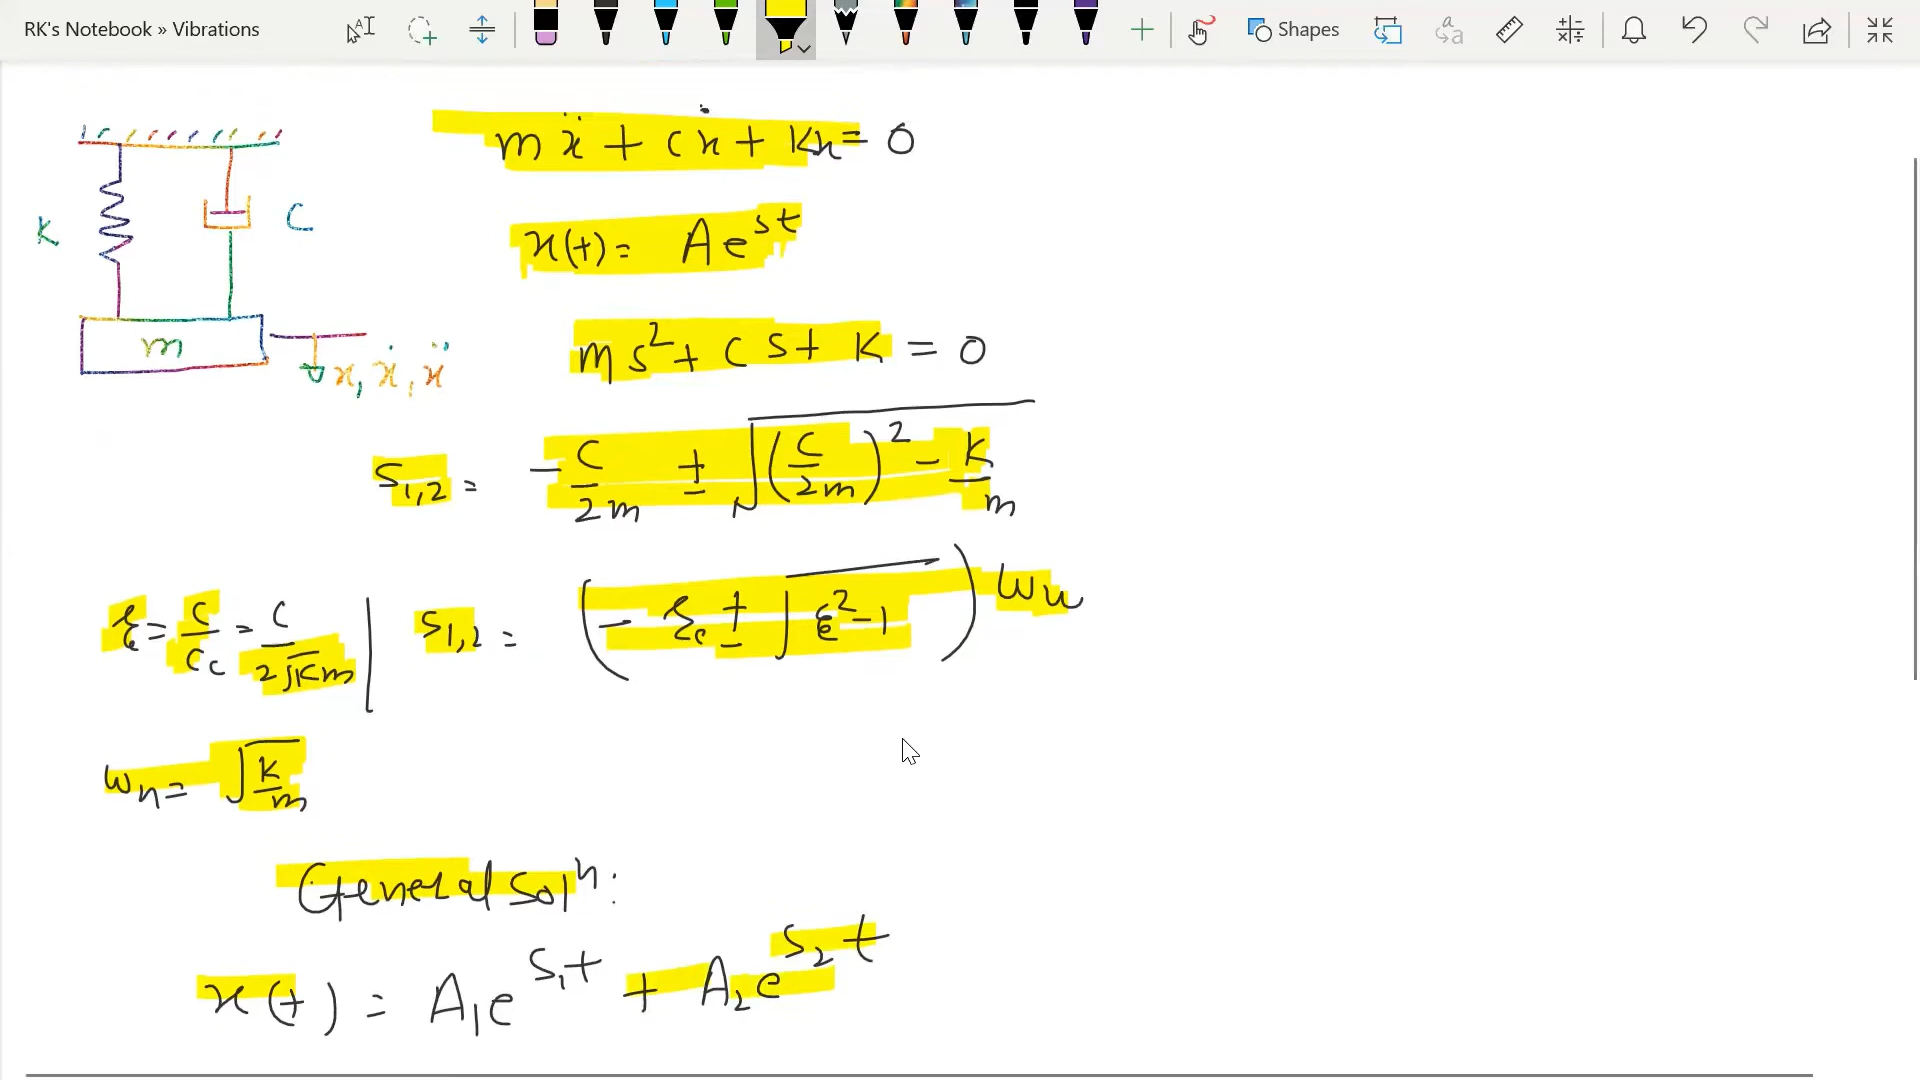 RK's Notebook » Vibrations
Shapes
mẍ + cẋ + Kx = 0
K
C
x(t) = A e^st
m
x, ẋ, ẍ
ms² + cs + K = 0
S₁,₂ = -c/2m ± √((c/2m)² - K/m)
ξ = c/Cc = c/2√Km
S₁,₂ = (-ξ ± √ξ²-1) ωn
ωn = √K/m
General solⁿ:
x(t) = A₁e^S₁t + A₂e^S₂t